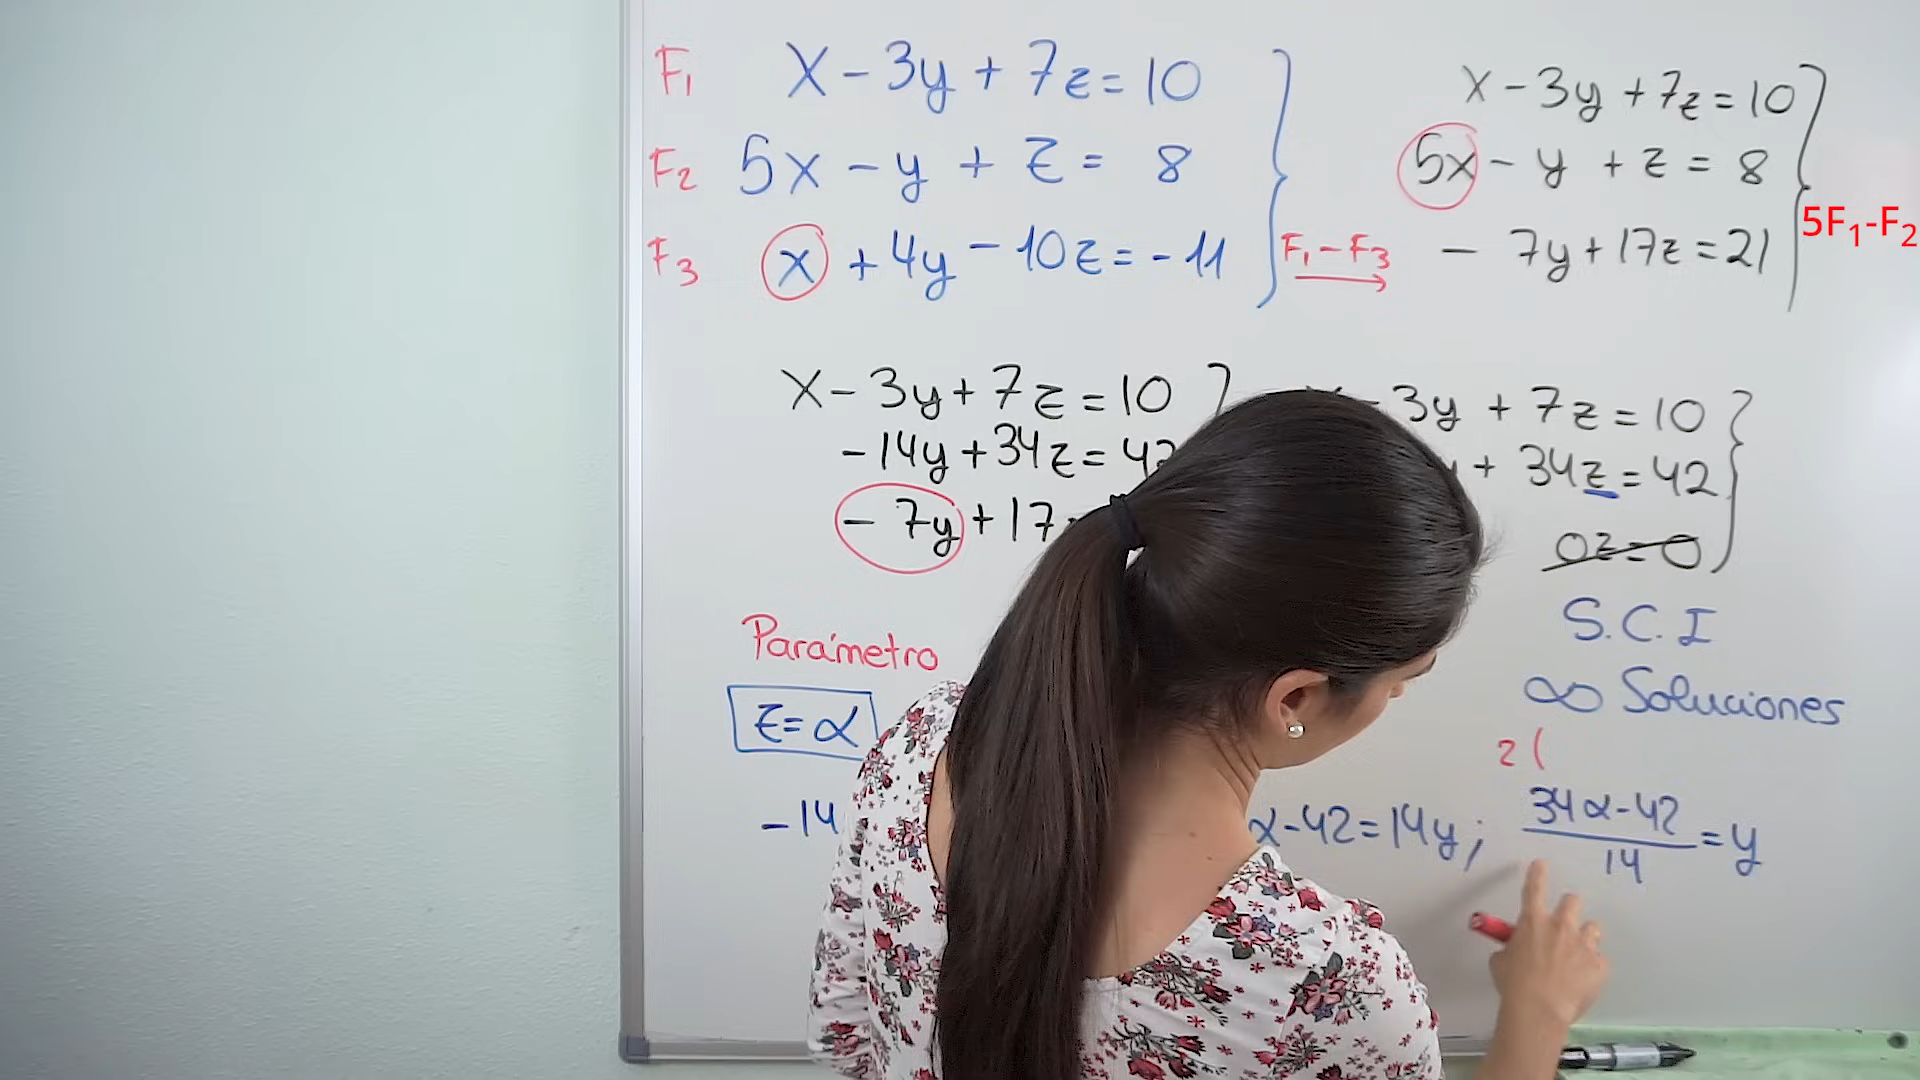 F₁ x - 3y + 7z = 10
F₂ 5x - y + z = 8
F₃ x + 4y - 10z = -11
F₁ - F₃
x - 3y + 7z = 10
5x - y + z = 8
- 7y + 17z = 21
5F₁-F₂
x - 3y + 7z = 10
-14y + 34z = 42
- 7y + 17
- 3y + 7z = 10
+ 34z = 42
0z = 0
S.C.I
∞ Soluciones
Parámetro
z = α
-14
α - 42 = 14y;
2(
34α - 42
14
= y